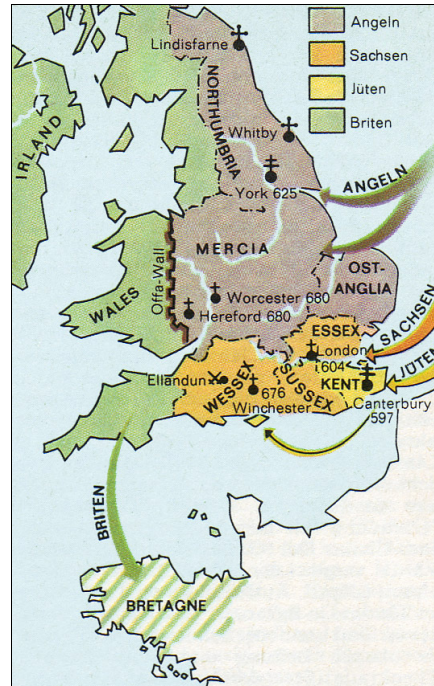 Angeln
Sachsen
Jüten
Briten
Lindisfarne
NORTHUMBRIA
IRLAND
Whitby
York 625
ANGELN
MERCIA
OST-
ANGLIA
Offa-Wall
WALES
Worcester 680
Hereford 680
ESSEX
SACHSEN
London
604
JÜTEN
KENT
Ellandun
WESSEX
SUSSEX
676
Winchester
Canterbury
597
BRITEN
BRETAGNE